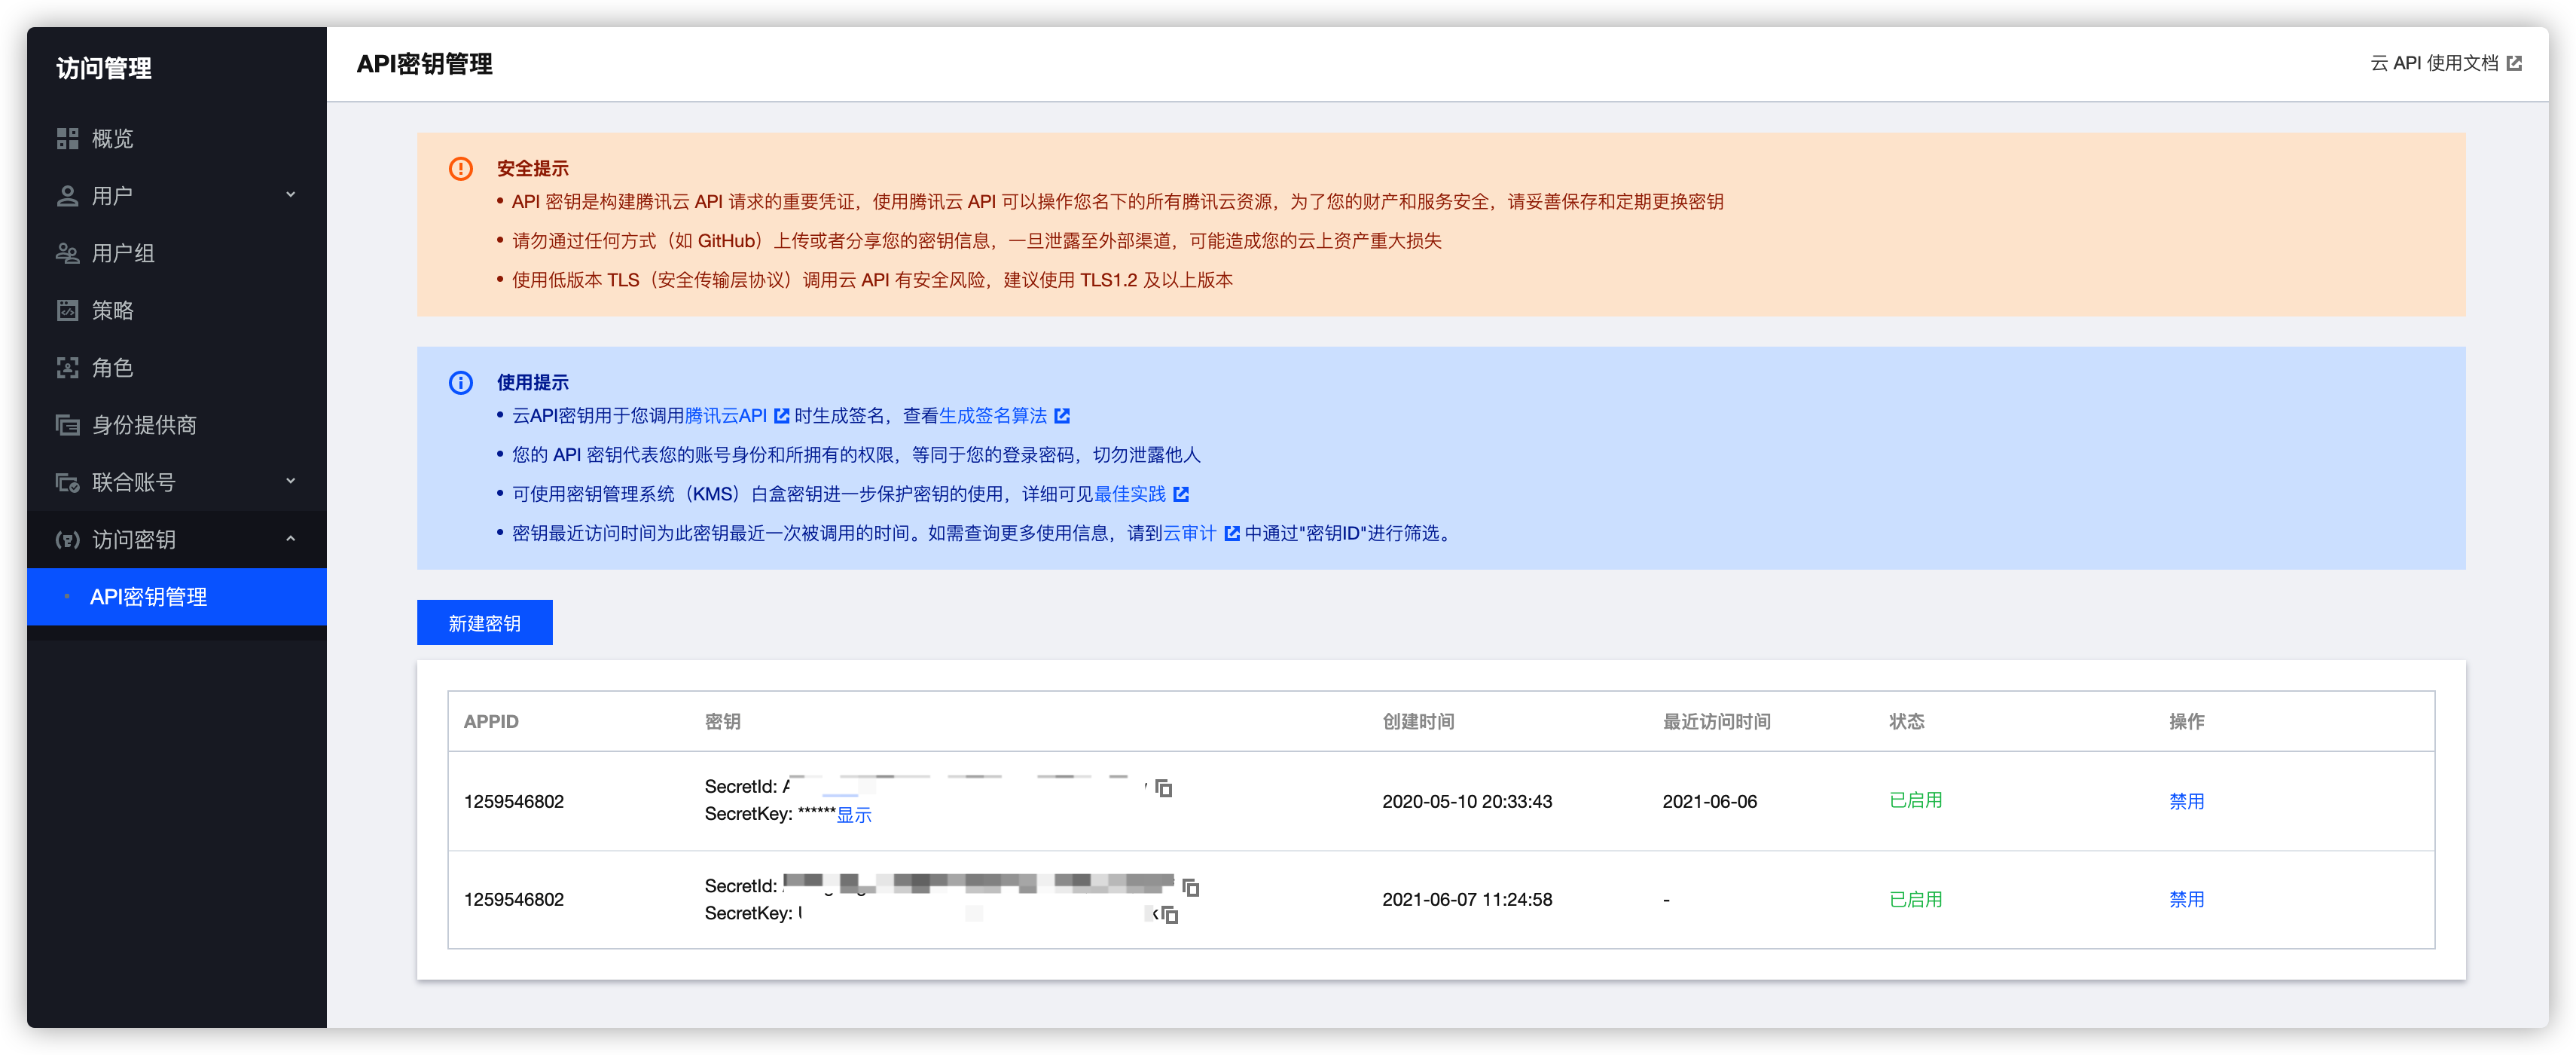 访问管理
概览
用户
用户组
策略
角色
身份提供商
联合账号
访问密钥
API密钥管理
API密钥管理
云 API 使用文档
安全提示
• API 密钥是构建腾讯云 API 请求的重要凭证，使用腾讯云 API 可以操作您名下的所有腾讯云资源，为了您的财产和服务安全，请妥善保存和定期更换密钥
• 请勿通过任何方式（如 GitHub）上传或者分享您的密钥信息，一旦泄露至外部渠道，可能造成您的云上资产重大损失
• 使用低版本 TLS（安全传输层协议）调用云 API 有安全风险，建议使用 TLS1.2 及以上版本
使用提示
• 云API密钥用于您调用腾讯云API 时生成签名，查看生成签名算法
• 您的 API 密钥代表您的账号身份和所拥有的权限，等同于您的登录密码，切勿泄露他人
• 可使用密钥管理系统（KMS）白盒密钥进一步保护密钥的使用，详细可见最佳实践
• 密钥最近访问时间为此密钥最近一次被调用的时间。如需查询更多使用信息，请到云审计 中通过"密钥ID"进行筛选。
新建密钥
APPID 密钥 创建时间 最近访问时间 状态 操作
SecretId:
1259546802 2020-05-10 20:33:43 2021-06-06 已启用 禁用
SecretKey: ******显示
SecretId:
1259546802 2021-06-07 11:24:58 - 已启用 禁用
SecretKey: